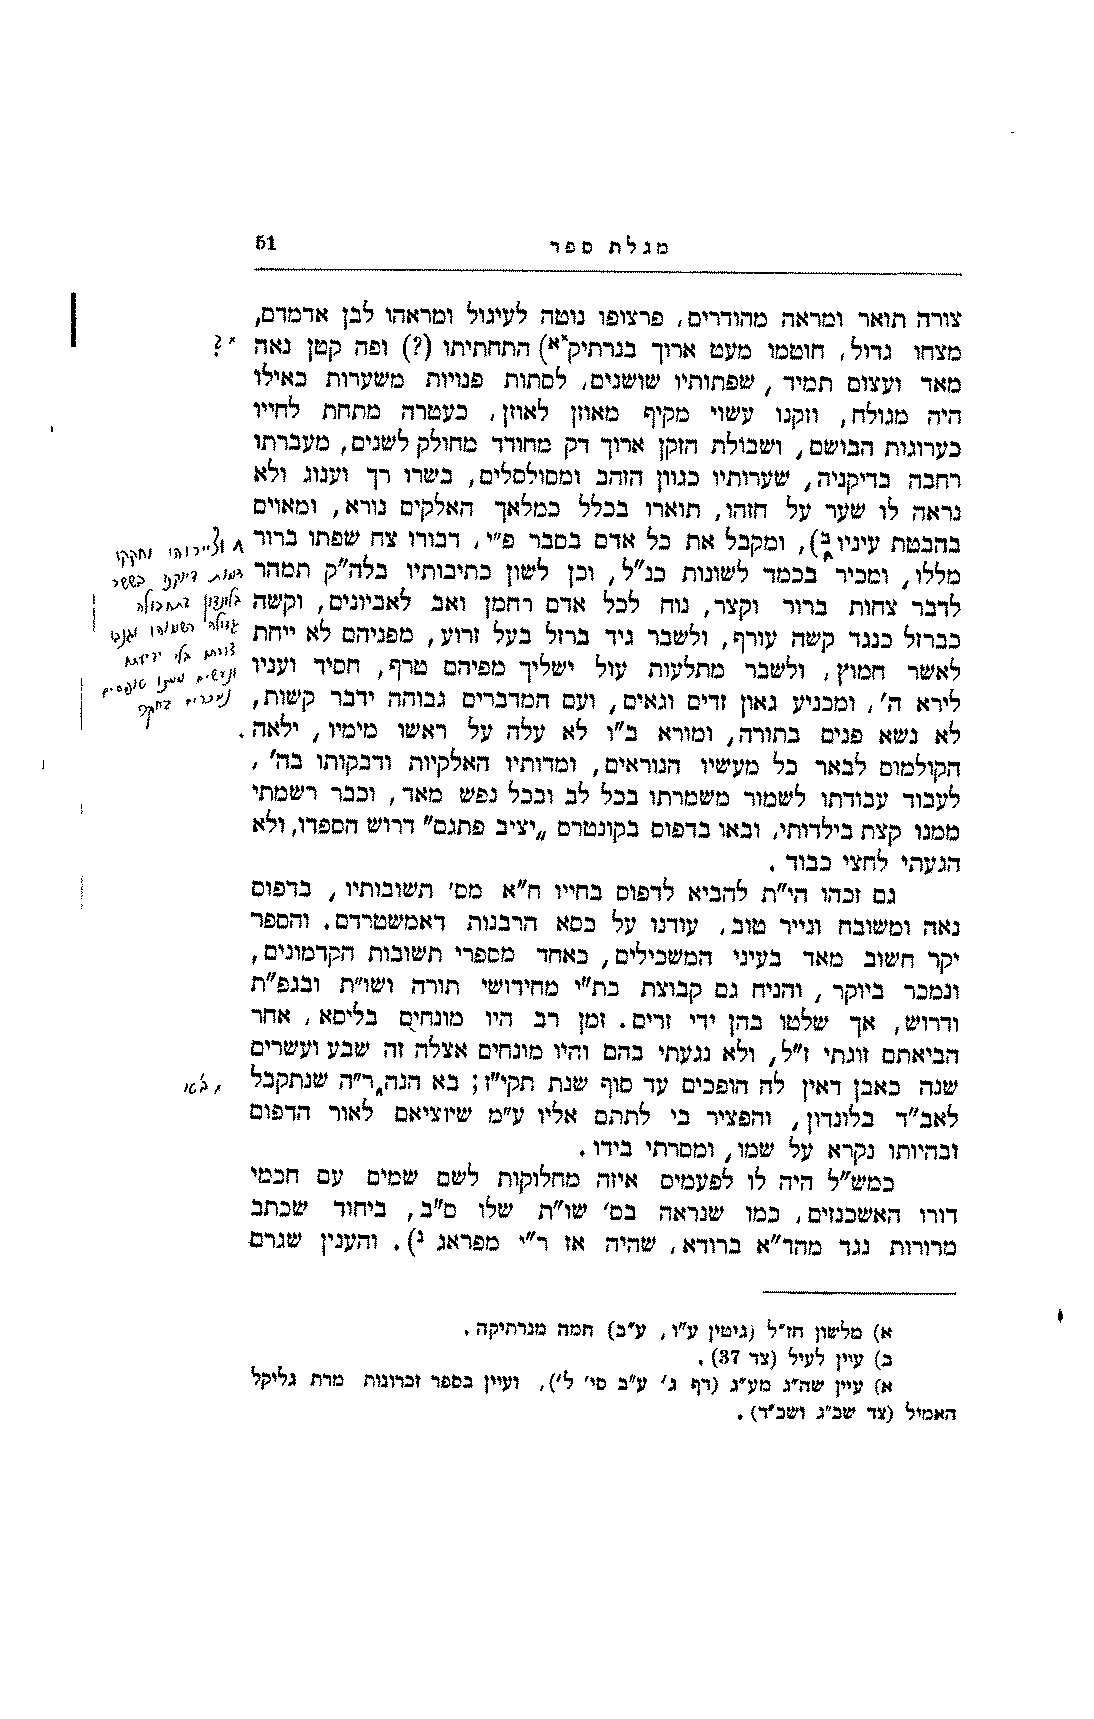 מגלת ספר 51
צורה תואר ומראה מהודרים, פרצופו נוטה לעיגול ומראהו לבן אדמדם,
מצחו גדול, חוטמו מעט ארוך בנרתיק*א) התחתיתו (?) ופה קטן נאה
מאד ועצום תמיד, שפתותיו שושנים, לסתות פנויות משערות כאילו
היה מגולח, וזקנו עשוי מקיף מאוזן לאוזן, כעטרה מתחת לחייו
כערוגות הבושם, ושבולת הזקן ארוך דק מחודד מחולק לשנים, מעברתו
רחבה בדיקניה, שערותיו כגוון הזהב ומסולסלים, בשרו רך וענוג ולא
נראה לו שער על חזהו, תוארו בכלל כמלאך האלקים נורא, ומאוים
בהבטת עיניו ב), ומקבל את כל אדם בסבר פ״י, דבורו צח שפתו ברור
מללו, ומכיר בכמד לשונות כנ״ל, וכן לשון כתיבותיו בלה״ק תמהר
לדבר צחות ברור וקצר, נוח לכל אדם רחמן ואב לאביונים, וקשה
כברזל כנגד קשה עורף, ולשבר גיד ברזל בעל זרוע, מפניהם לא ייחת
לאשר חמוץ, ולשבר מתלעות עול ישליך מפיהם טרף, חסיד ועניו
לירא ה׳, ומכניע גאון זדים וגאים, ועם המדברים גבוהה ידבר קשות,
לא נשא פנים בתורה, ומורא ב״ו לא עלה על ראשו מימיו, ילאה.
הקולמוס לבאר כל מעשיו הנוראים, ומדותיו האלקיות ודבקותו בה׳,
לעבוד עבודתו לשמור משמרתו בכל לב ובכל נפש מאד, וכבר רשמתי
ממנו קצת בילדותי, ובאו בדפוס בקונטרס „יציב פתגם״ דרוש הספדו, ולא
הגעתי לחצי כבוד.
גם זכהו הי״ת להביא לדפוס בחייו ח״א מס׳ תשובותיו, בדפוס
נאה ומשובח ונייר טוב, עודנו על כסא הרבנות דאמשטרדם. והספר
יקר חשוב מאד בעיני המשכילים, כאחד מספרי תשובות הקדמונים,
ונמכר ביוקר, והניח גם קבוצת כת״י מחידושי תורה ושו״ת ובגפ״ת
ודרוש, אך שלטו בהן ידי זרים. זמן רב היו מונחים בליסא, אחר
הביאתם זוגתי ז״ל, ולא נגעתי בהם והיו מונחים אצלה זה שבע ועשרים
שנה כאבן דאין לה הופכים עד סוף שנת תקי״ז; בא הנה ר״ה שנתקבל
לאב״ד בלונדון, והפציר בי לתתם אליו ע״מ שיוציאם לאור הדפוס
ובהיותו נקרא על שמו, ומסרתי בידו.
כמש״ל היה לו לפעמים איזה מחלוקות לשם שמים עם חכמי
דורו האשכנזים, כמו שנראה בס׳ שו״ת שלו ס״ב, ביחוד שכתב
מרורות נגד מהד״א ברודא, שהיה אז ר״י מפראג ג). והענין שגרם
א) מלשון חז״ל (גיטין ע״ו, ע״ב) חמה מנרתיקה.
ב) עיין לעיל (צד 37).
א) עיין שה״ג מע״ג (דף ג׳ ע״ב סי׳ ל׳), ועיין בספר זכרונות מרת גליקל
האמיל (צד שכ״ג ושכ״ד).
* ?
וציירוהו וחקקו
דמות דיוקנו בששר
בלונדון בתחבולה